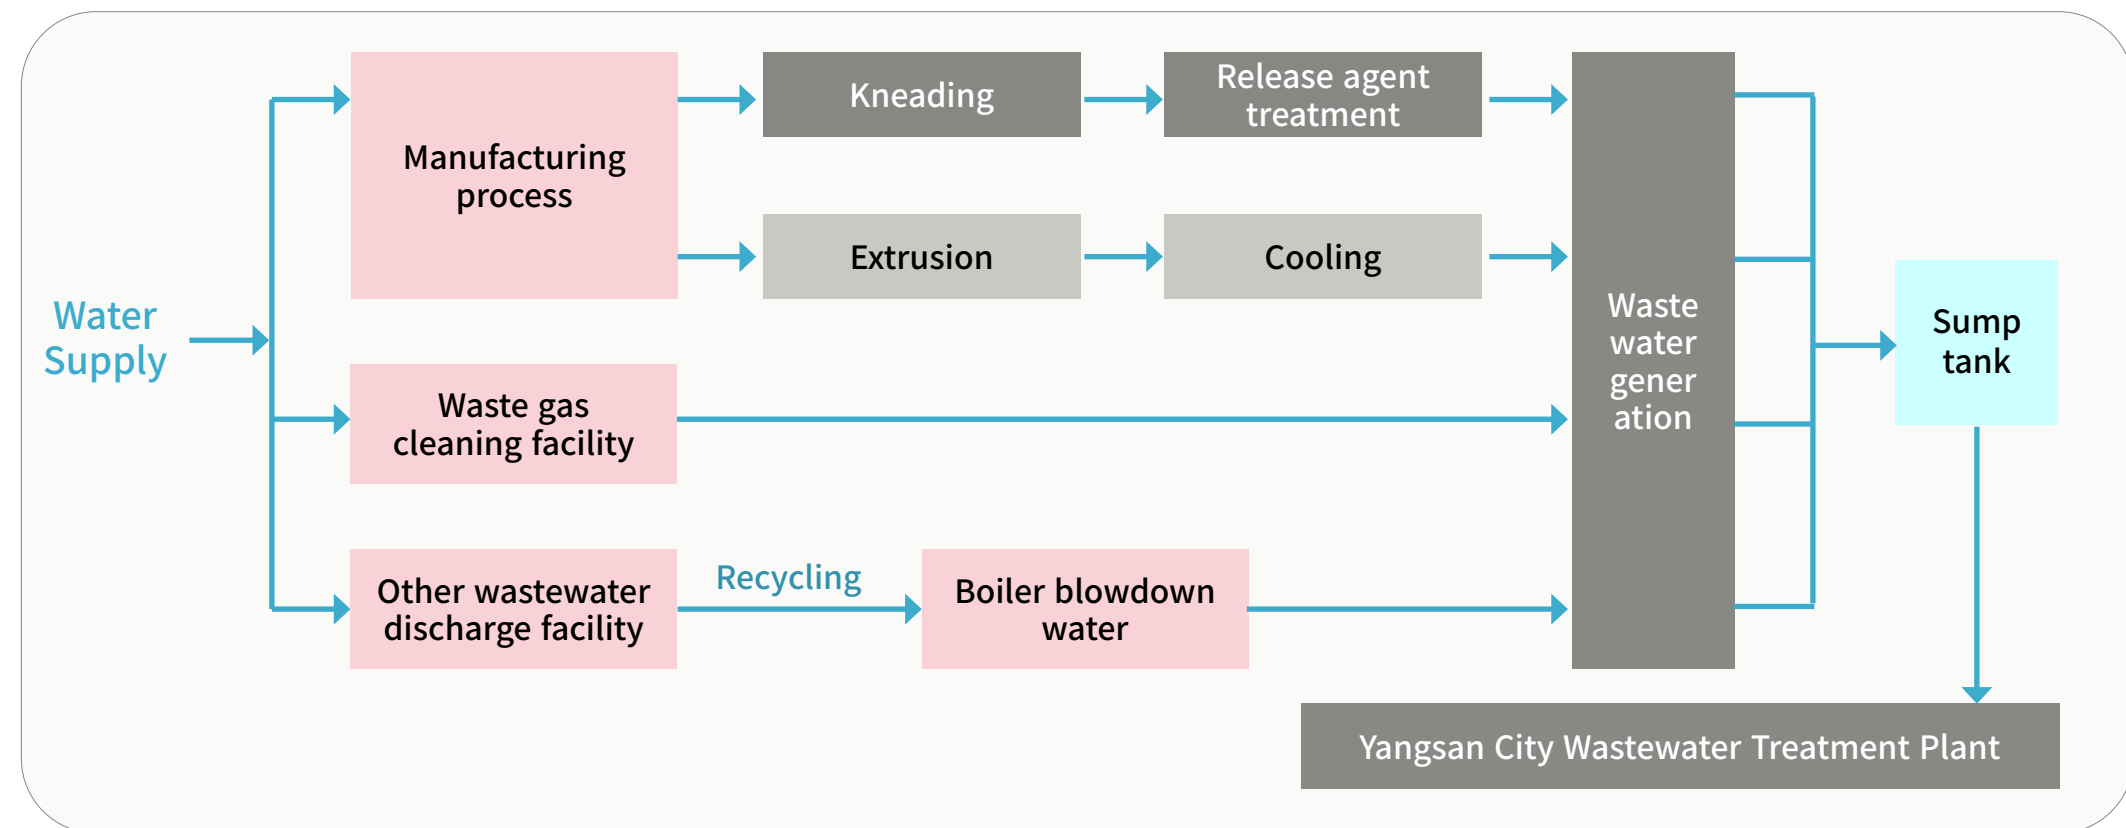 Water
Supply
Manufacturing
process
Kneading
Release agent
treatment
Extrusion
Cooling
Waste gas
cleaning facility
Other wastewater
discharge facility
Recycling
Boiler blowdown
water
Waste
water
gener
ation
Sump
tank
Yangsan City Wastewater Treatment Plant